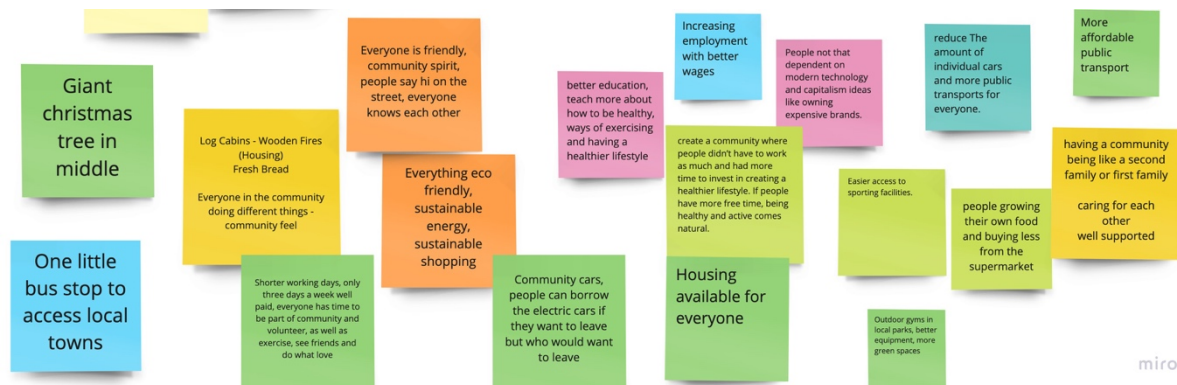 Giant
christmas
tree in
middle
One little
bus stop to
access local
towns
Log Cabins - Wooden Fires
(Housing)
Fresh Bread
Everyone in the community
doing different things -
community feel
Everyone is friendly,
community spirit,
people say hi on the
street, everyone
knows each other
Everything eco
friendly,
sustainable
energy,
sustainable
shopping
Shorter working days, only
three days a week well
paid, everyone has time to
be part of community and
volunteer, as well as
exercise, see friends and
do what love
Community cars,
people can borrow
the electric cars if
they want to leave
but who would want
to leave
better education,
teach more about
how to be healthy,
ways of exercising
and having a
healthier lifestyle
Increasing
employment
with better
wages
People not that
dependent on
modern technology
and capitalism ideas
like owning
expensive brands.
create a community where
people didn't have to work
as much and had more
time to invest in creating a
healthier lifestyle. If people
have more free time, being
healthy and active comes
natural.
Housing
available for
everyone
reduce The
amount of
individual cars
and more public
transports for
everyone.
More
affordable
public
transport
Easier access to
sporting facilities.
people growing
their own food
and buying less
from the
supermarket
having a community
being like a second
family or first family
caring for each
other
well supported
Outdoor gyms in
local parks, better
equipment, more
green spaces
miro